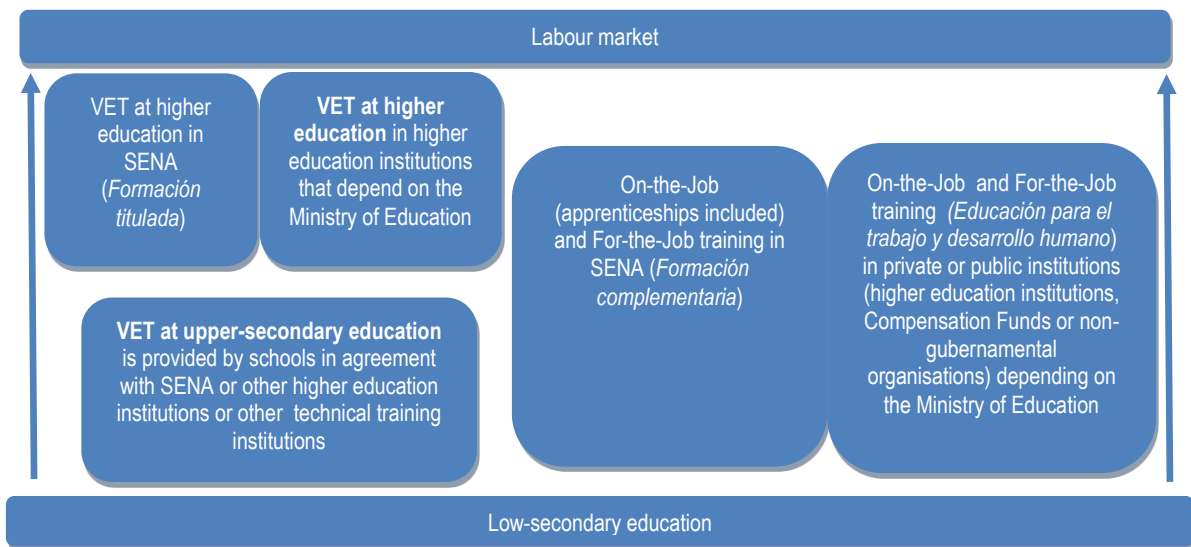 Labour market
VET at higher
education in
SENA
(Formación
titulada)
VET at higher
education in higher
education institutions
that depend on the
Ministry of Education
On-the-Job
(apprenticeships included)
and For-the-Job training in
SENA (Formación
complementaria)
On-the-Job and For-the-Job
training (Educación para el
trabajo y desarrollo humano)
in private or public institutions
(higher education institutions,
Compensation Funds or non-
gubernamental
organisations) depending on
the Ministry of Education
VET at upper-secondary education
is provided by schools in agreement
with SENA or other higher education
institutions or other technical training
institutions
Low-secondary education